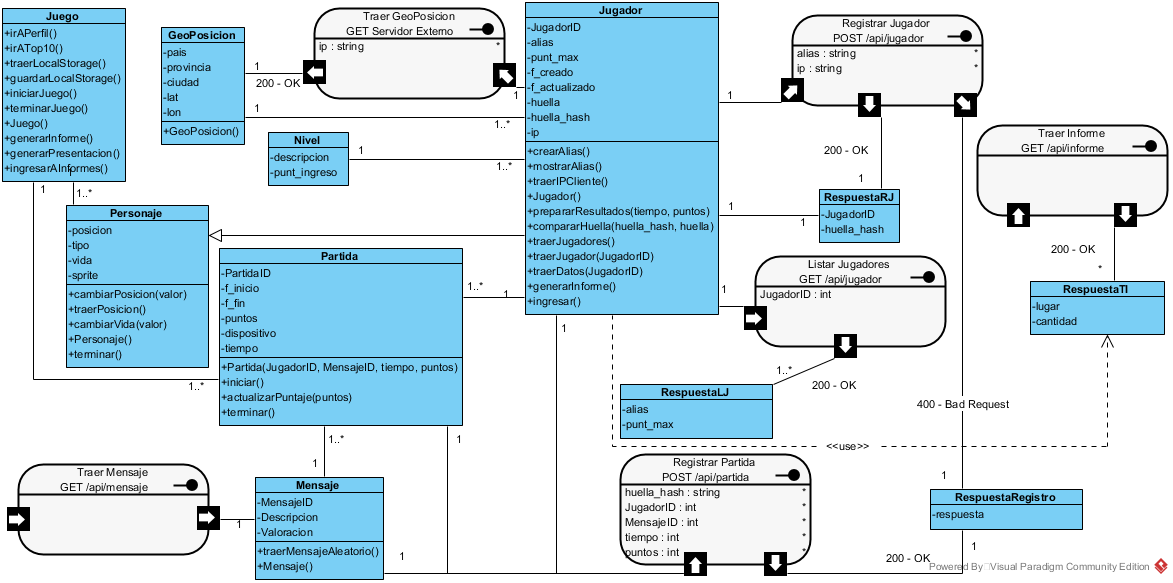 Juego
+irAPerfil()
+irATop10()
+traerLocalStorage()
+guardarLocalStorage()
+iniciarJuego()
+terminarJuego()
+Juego()
+generarInforme()
+generarPresentacion()
+ingresarAInformes()
1
1..*
GeoPosicion
-pais
-provincia
-ciudad
-lat
-lon
+GeoPosicion()
1
200 - OK
1
Traer GeoPosicion
GET Servidor Externo
ip : string
*
1
1..*
Nivel
-descripcion
-punt_ingreso
1
1..*
Jugador
-JugadorID
-alias
-punt_max
-f_creado
-f_actualizado
-huella
-huella_hash
-ip
+crearAlias()
+mostrarAlias()
+traerIPCliente()
+Jugador()
+prepararResultados(tiempo, puntos)
+compararHuella(huella_hash, huella)
+traerJugadores()
+traerJugador(JugadorID)
+traerDatos(JugadorID)
+generarInforme()
+ingresar()
1
Registrar Jugador
POST /api/jugador
alias : string
*
ip : string
*
200 - OK
1
RespuestaRJ
-JugadorID
-huella_hash
1
1
Traer Informe
GET /api/informe
200 - OK
*
RespuestaTI
-lugar
-cantidad
Personaje
-posicion
-tipo
-vida
-sprite
+cambiarPosicion(valor)
+traerPosicion()
+cambiarVida(valor)
+Personaje()
+terminar()
1..*
Partida
-PartidaID
-f_inicio
-f_fin
-puntos
-dispositivo
-tiempo
+Partida(JugadorID, MensajeID, tiempo, puntos)
+iniciar()
+actualizarPuntaje(puntos)
+terminar()
1..*
1
1
1
Listar Jugadores
GET /api/jugador
JugadorID : int
1..*
200 - OK
RespuestaLJ
-alias
-punt_max
400 - Bad Request
<<use>>
1..*
1
1
Traer Mensaje
GET /api/mensaje
1
Mensaje
-MensajeID
-Descripcion
-Valoracion
+traerMensajeAleatorio()
+Mensaje()
1
Registrar Partida
POST /api/partida
huella_hash : string
*
JugadorID : int
*
MensajeID : int
*
tiempo : int
*
puntos : int
*
200 - OK
1
RespuestaRegistro
-respuesta
1
Powered By Visual Paradigm Community Edition